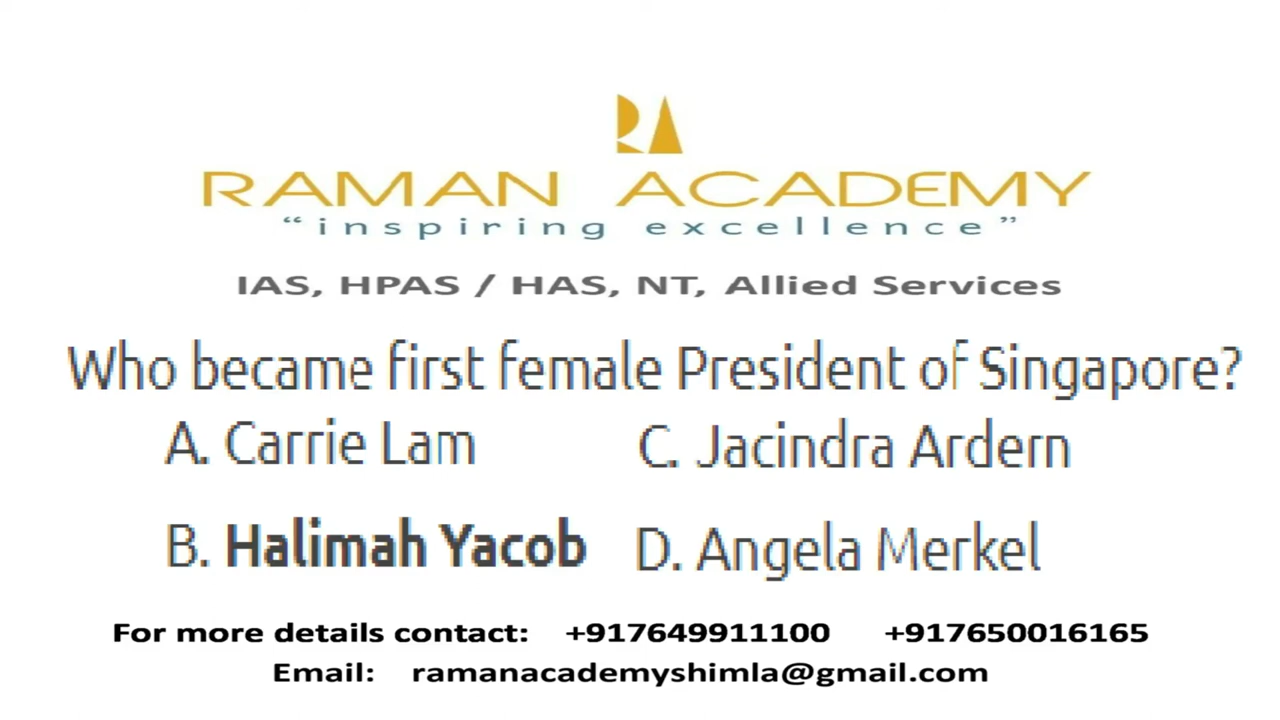 RA
RAMAN ACADEMY
“inspiring excellence”
IAS, HPAS / HAS, NT, Allied Services
Who became first female President of Singapore?
A. Carrie Lam
C. Jacindra Ardern
B. Halimah Yacob
D. Angela Merkel
For more details contact: +917649911100 +917650016165
Email: ramanacademyshimla@gmail.com